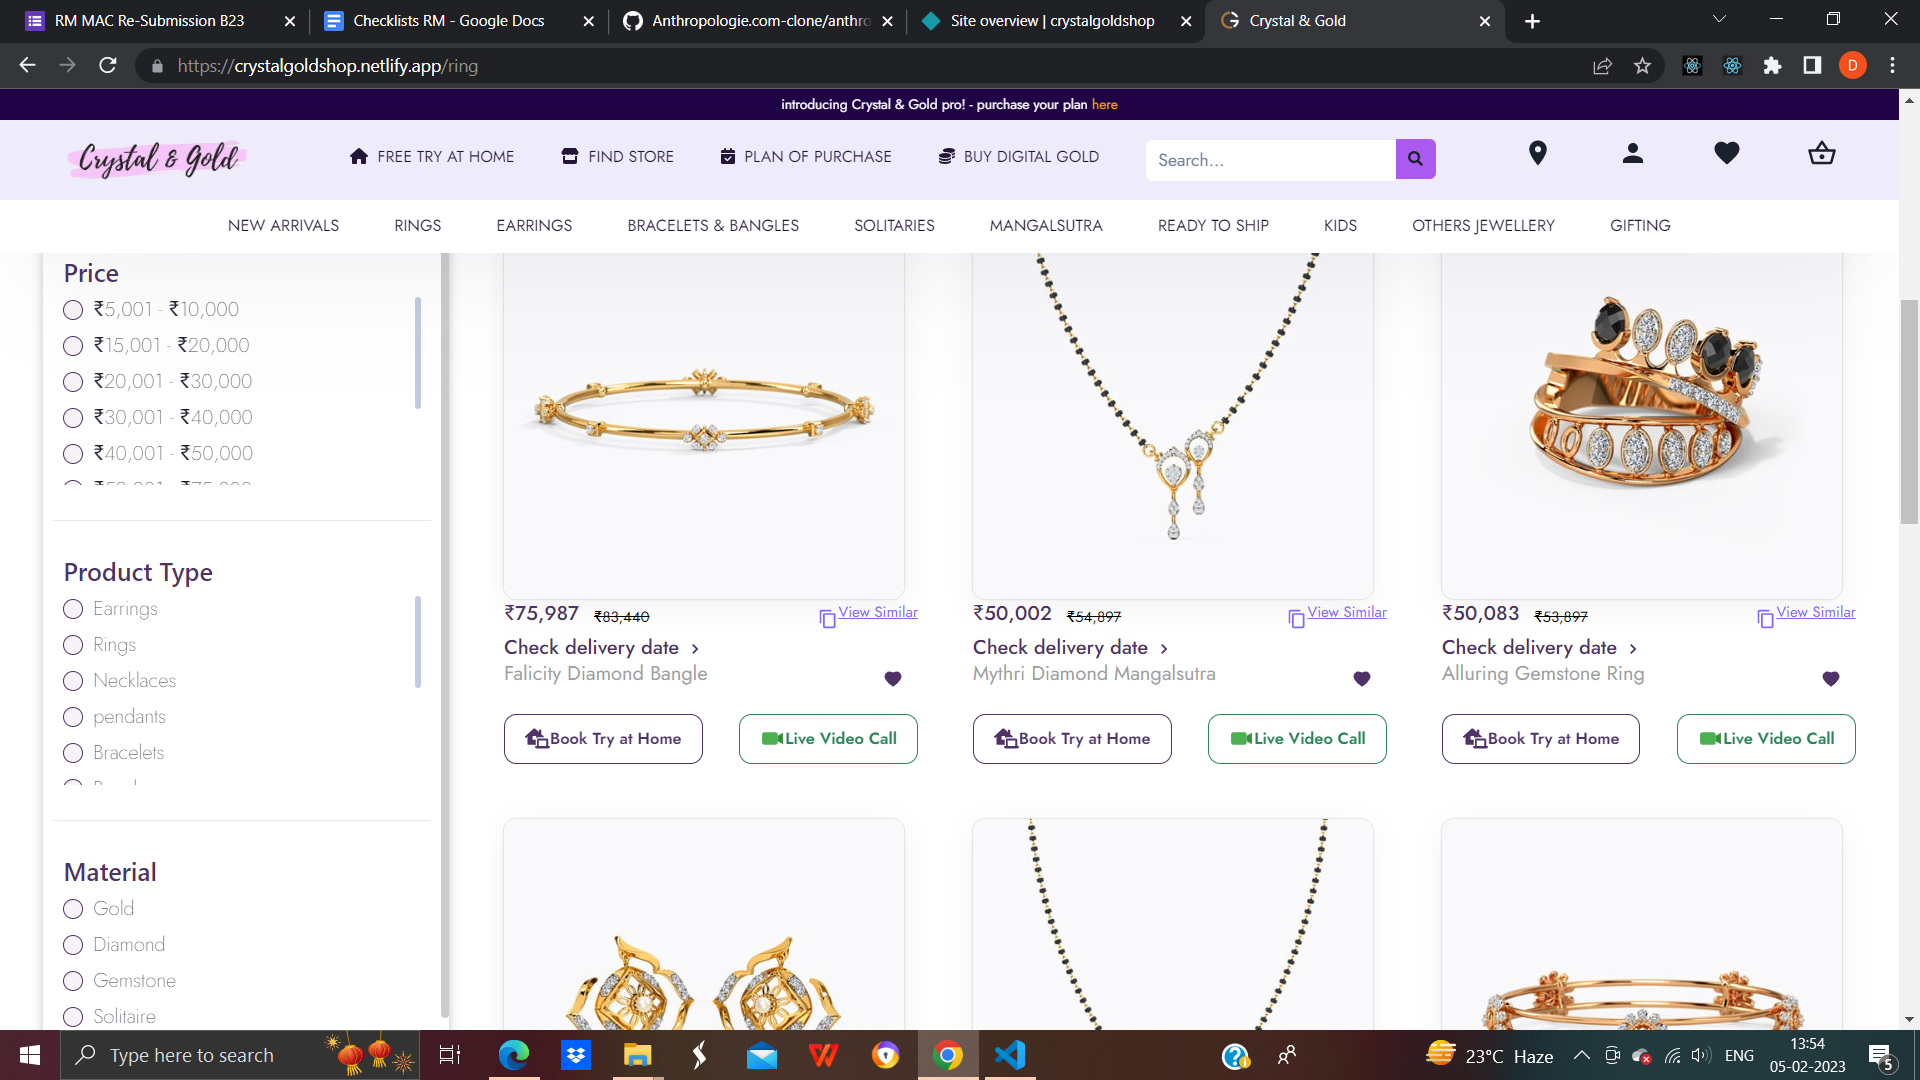 RM MAC Re-Submission B23
Checklists RM - Google Docs
Anthropologie.com-clone/anthro
Site overview | crystalgoldshop
Crystal & Gold
https://crystalgoldshop.netlify.app/ring
D
introducing Crystal & Gold pro! - purchase your plan here
Crystal & Gold
FREE TRY AT HOME
FIND STORE
PLAN OF PURCHASE
BUY DIGITAL GOLD
Search...
NEW ARRIVALS
RINGS
EARRINGS
BRACELETS & BANGLES
SOLITARIES
MANGALSUTRA
READY TO SHIP
KIDS
OTHERS JEWELLERY
GIFTING
Price
₹5,001 - ₹10,000
₹15,001 - ₹20,000
₹20,001 - ₹30,000
₹30,001 - ₹40,000
₹40,001 - ₹50,000
Product Type
Earrings
Rings
Necklaces
pendants
Bracelets
Material
Gold
Diamond
Gemstone
Solitaire
₹75,987 ₹83,440 View Similar
Check delivery date >
Falicity Diamond Bangle
Book Try at Home
Live Video Call
₹50,002 ₹54,897 View Similar
Check delivery date >
Mythri Diamond Mangalsutra
Book Try at Home
Live Video Call
₹50,083 ₹53,897 View Similar
Check delivery date >
Alluring Gemstone Ring
Book Try at Home
Live Video Call
Type here to search
23°C Haze
ENG
13:54
05-02-2023
5